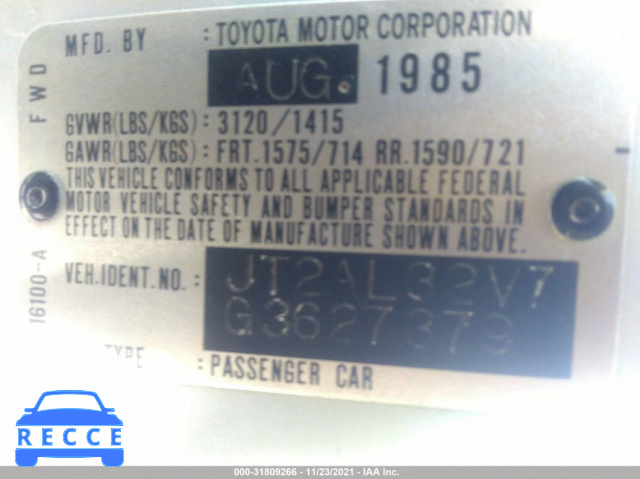 MFD. BY : TOYOTA MOTOR CORPORATION
AUG. 1985
GVWR(LBS/KGS) : 3120/1415
GAWR(LBS/KGS) : FRT.1575/714 RR.1590/721
THIS VEHICLE CONFORMS TO ALL APPLICABLE FEDERAL
MOTOR VEHICLE SAFETY AND BUMPER STANDARDS IN
EFFECT ON THE DATE OF MANUFACTURE SHOWN ABOVE.
VEH.IDENT.NO. : JT2AL32V7
G3627379
TYPE : PASSENGER CAR
FWD
16100-A
RECCE
000-31809266 - 11/23/2021 - IAA Inc.